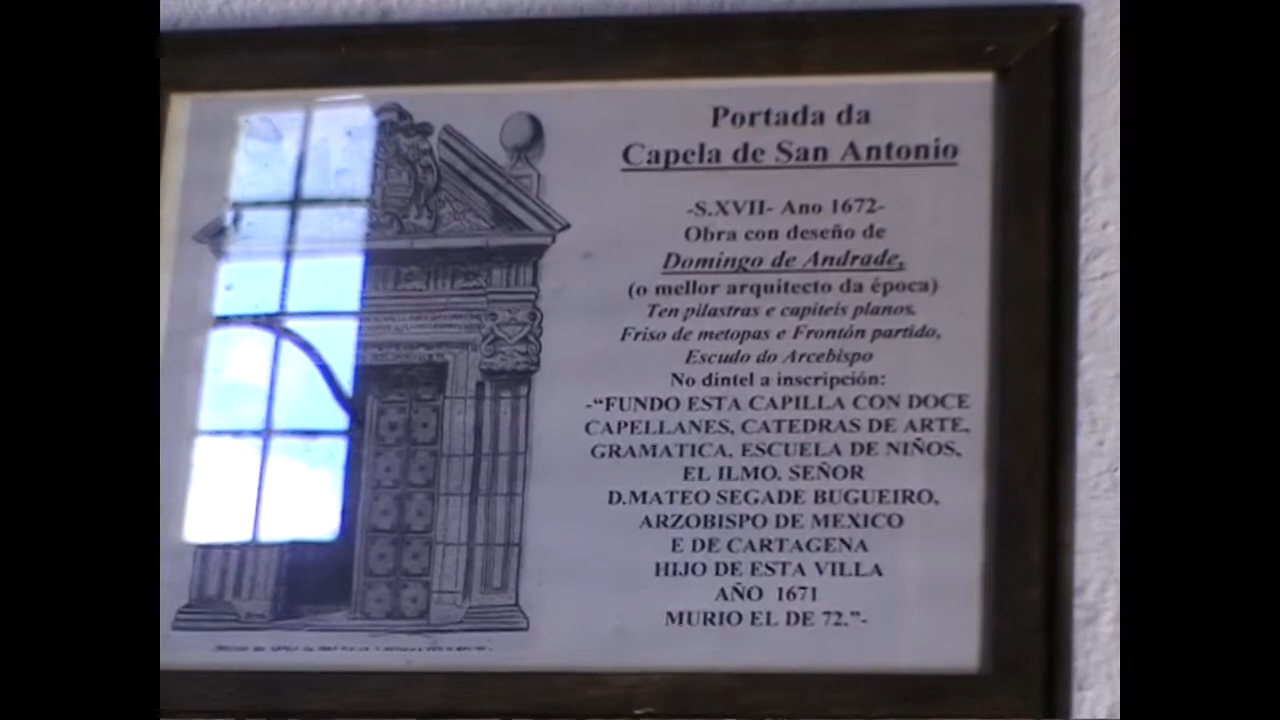 Portada da
Capela de San Antonio
-S.XVII- Ano 1672-
Obra con deseño de
Domingo de Andrade,
(o mellor arquitecto da época)
Ten pilastras e capiteis planos.
Friso de metopas e Frontón partido,
Escudo do Arcebispo
No dintel a inscripción:
-“FUNDO ESTA CAPILLA CON DOCE
CAPELLANES, CATEDRAS DE ARTE,
GRAMATICA. ESCUELA DE NIÑOS,
EL ILMO. SEÑOR
D.MATEO SEGADE BUGUEIRO,
ARZOBISPO DE MEXICO
E DE CARTAGENA
HIJO DE ESTA VILLA
AÑO 1671
MURIO EL DE 72.”-